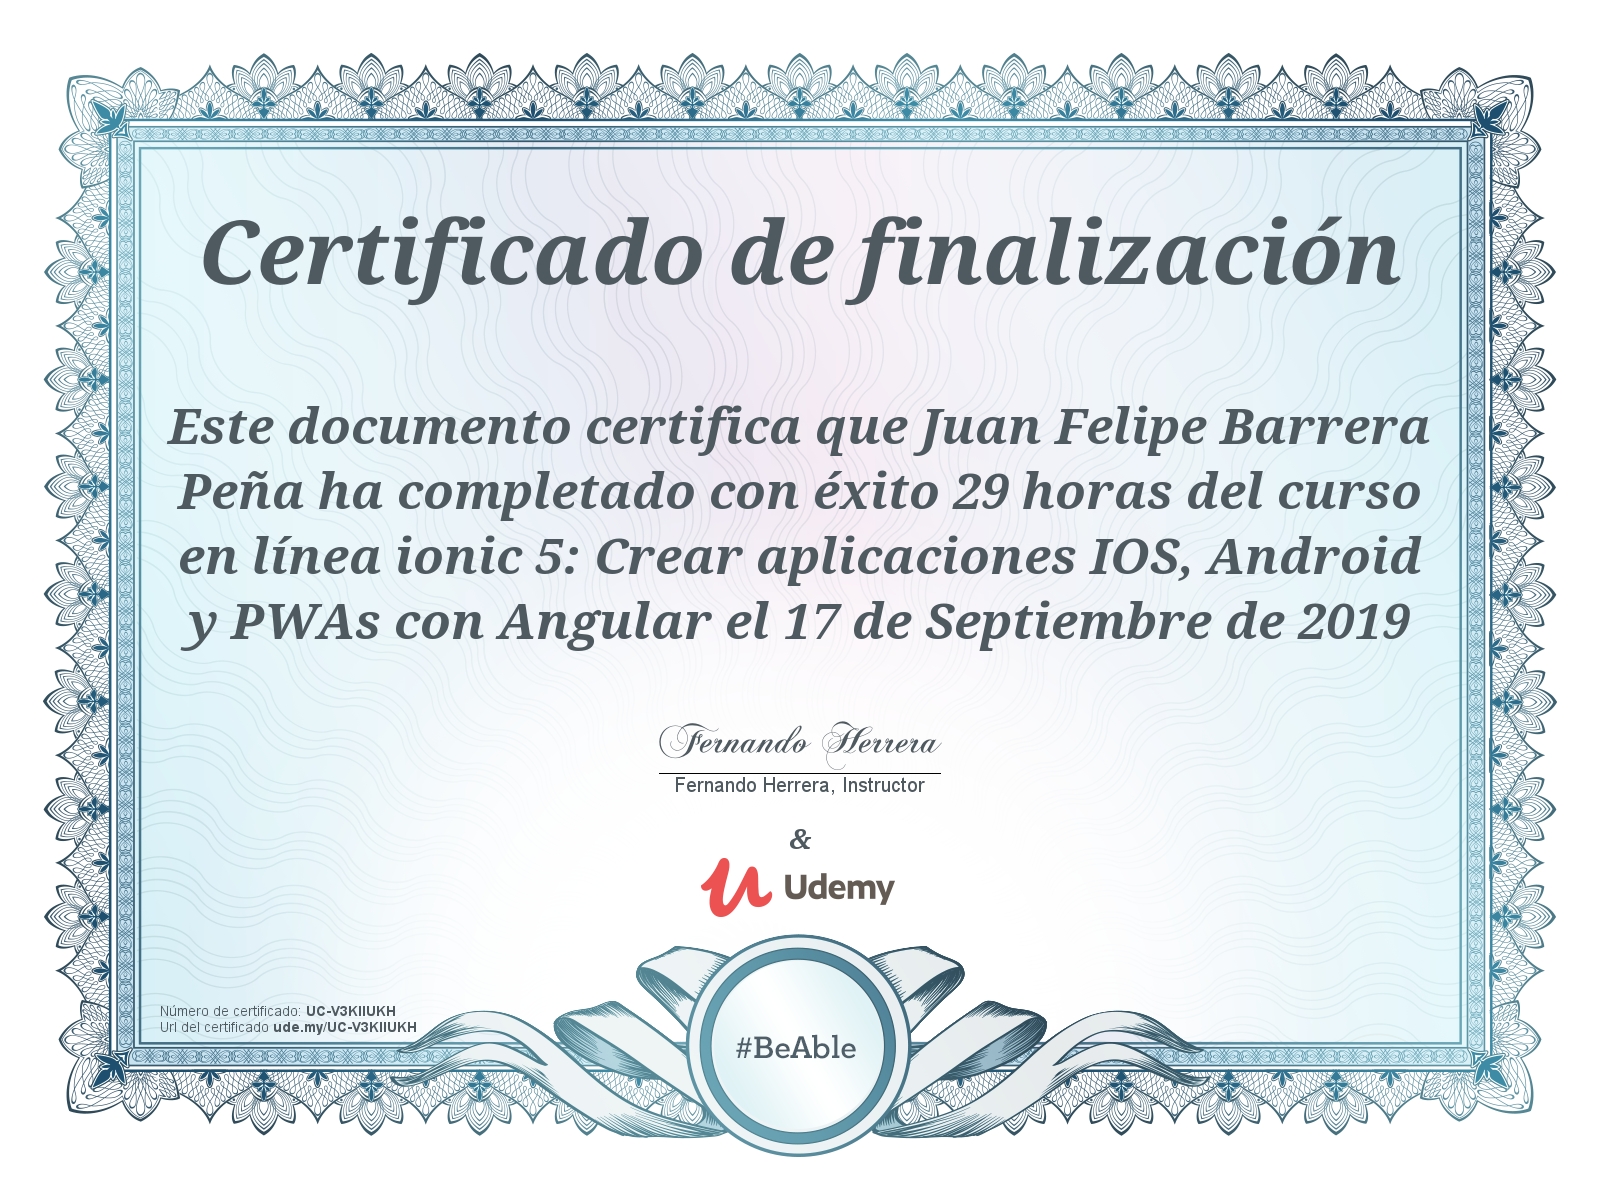 Certificado de finalización
Este documento certifica que Juan Felipe Barrera
Peña ha completado con éxito 29 horas del curso
en línea ionic 5: Crear aplicaciones IOS, Android
y PWAs con Angular el 17 de Septiembre de 2019
Fernando Herrera
Fernando Herrera, Instructor
&
Udemy
Número de certificado: UC-V3KIIUKH
Url del certificado ude.my/UC-V3KIIUKH
#BeAble